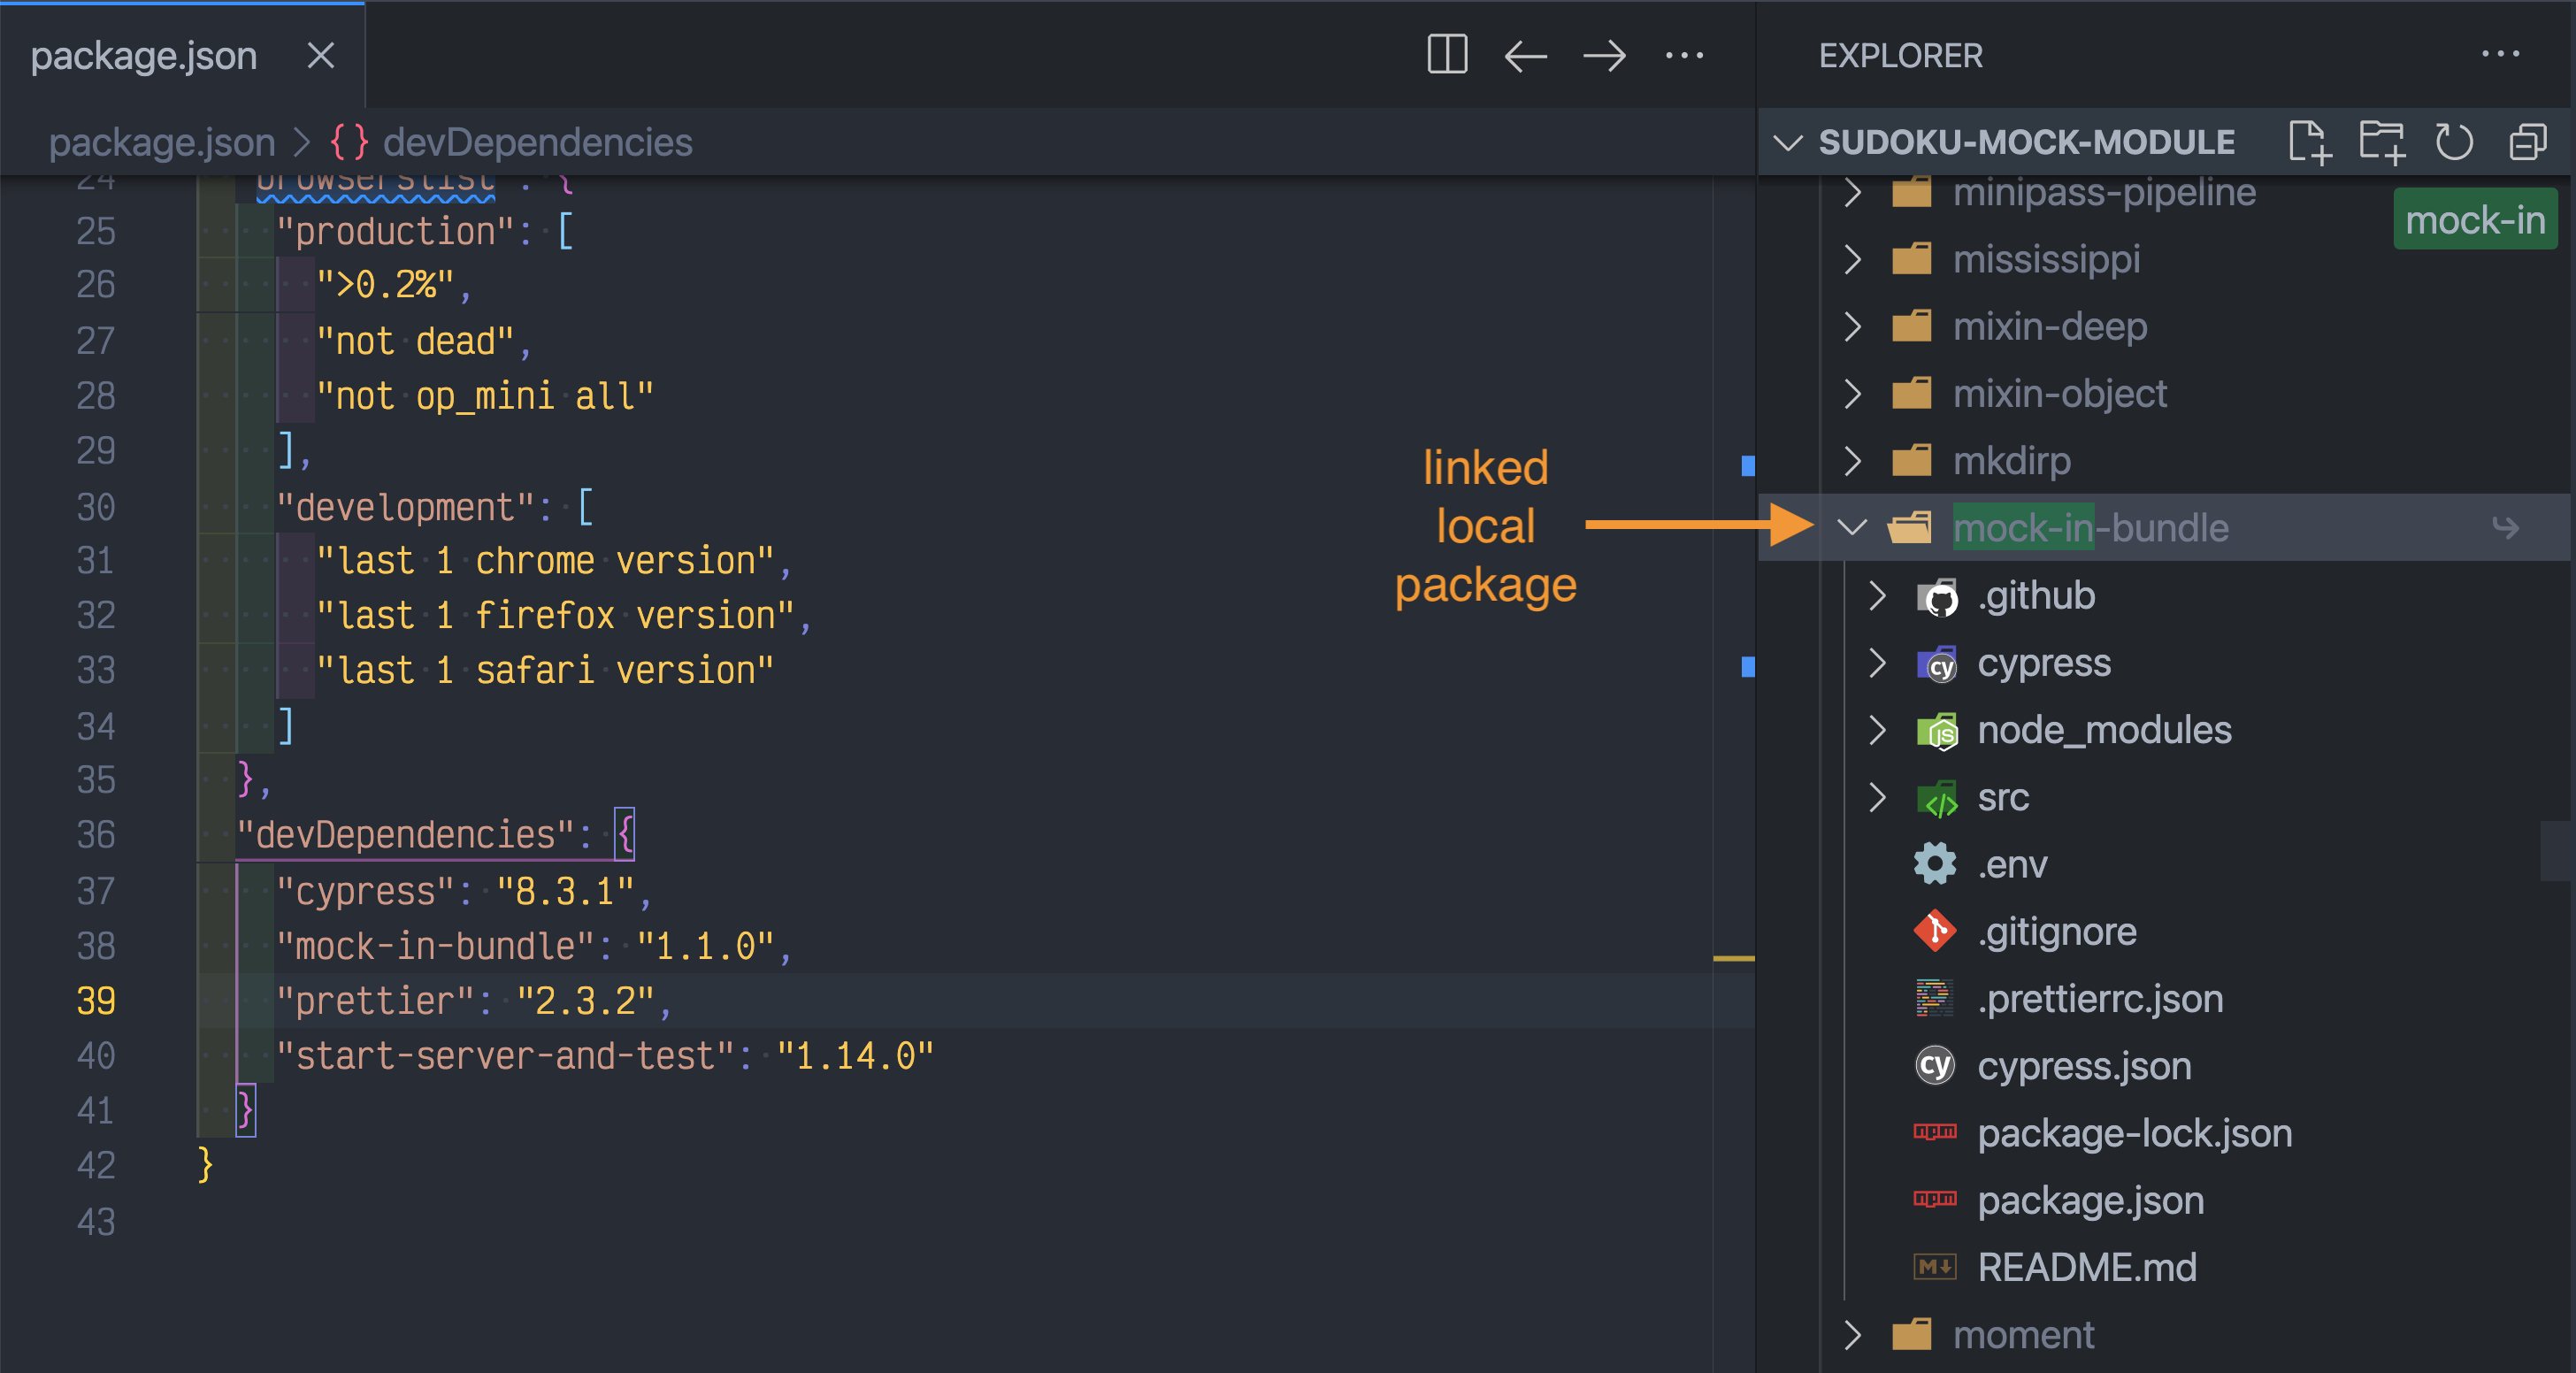 package.json
EXPLORER
package.json > {} devDependencies
SUDOKU-MOCK-MODULE
24 "browserslist": {
25 "production": [
26 ">0.2%",
27 "not dead",
28 "not op_mini all"
29 ],
30 "development": [
31 "last 1 chrome version",
32 "last 1 firefox version",
33 "last 1 safari version"
34 ]
35 },
36 "devDependencies": {
37 "cypress": "8.3.1",
38 "mock-in-bundle": "1.1.0",
39 "prettier": "2.3.2",
40 "start-server-and-test": "1.14.0"
41 }
42 }
43
linked
local
package
minipass-pipeline
mock-in
mississippi
mixin-deep
mixin-object
mkdirp
mock-in-bundle
.github
cypress
node_modules
src
.env
.gitignore
.prettierrc.json
cypress.json
package-lock.json
package.json
README.md
moment